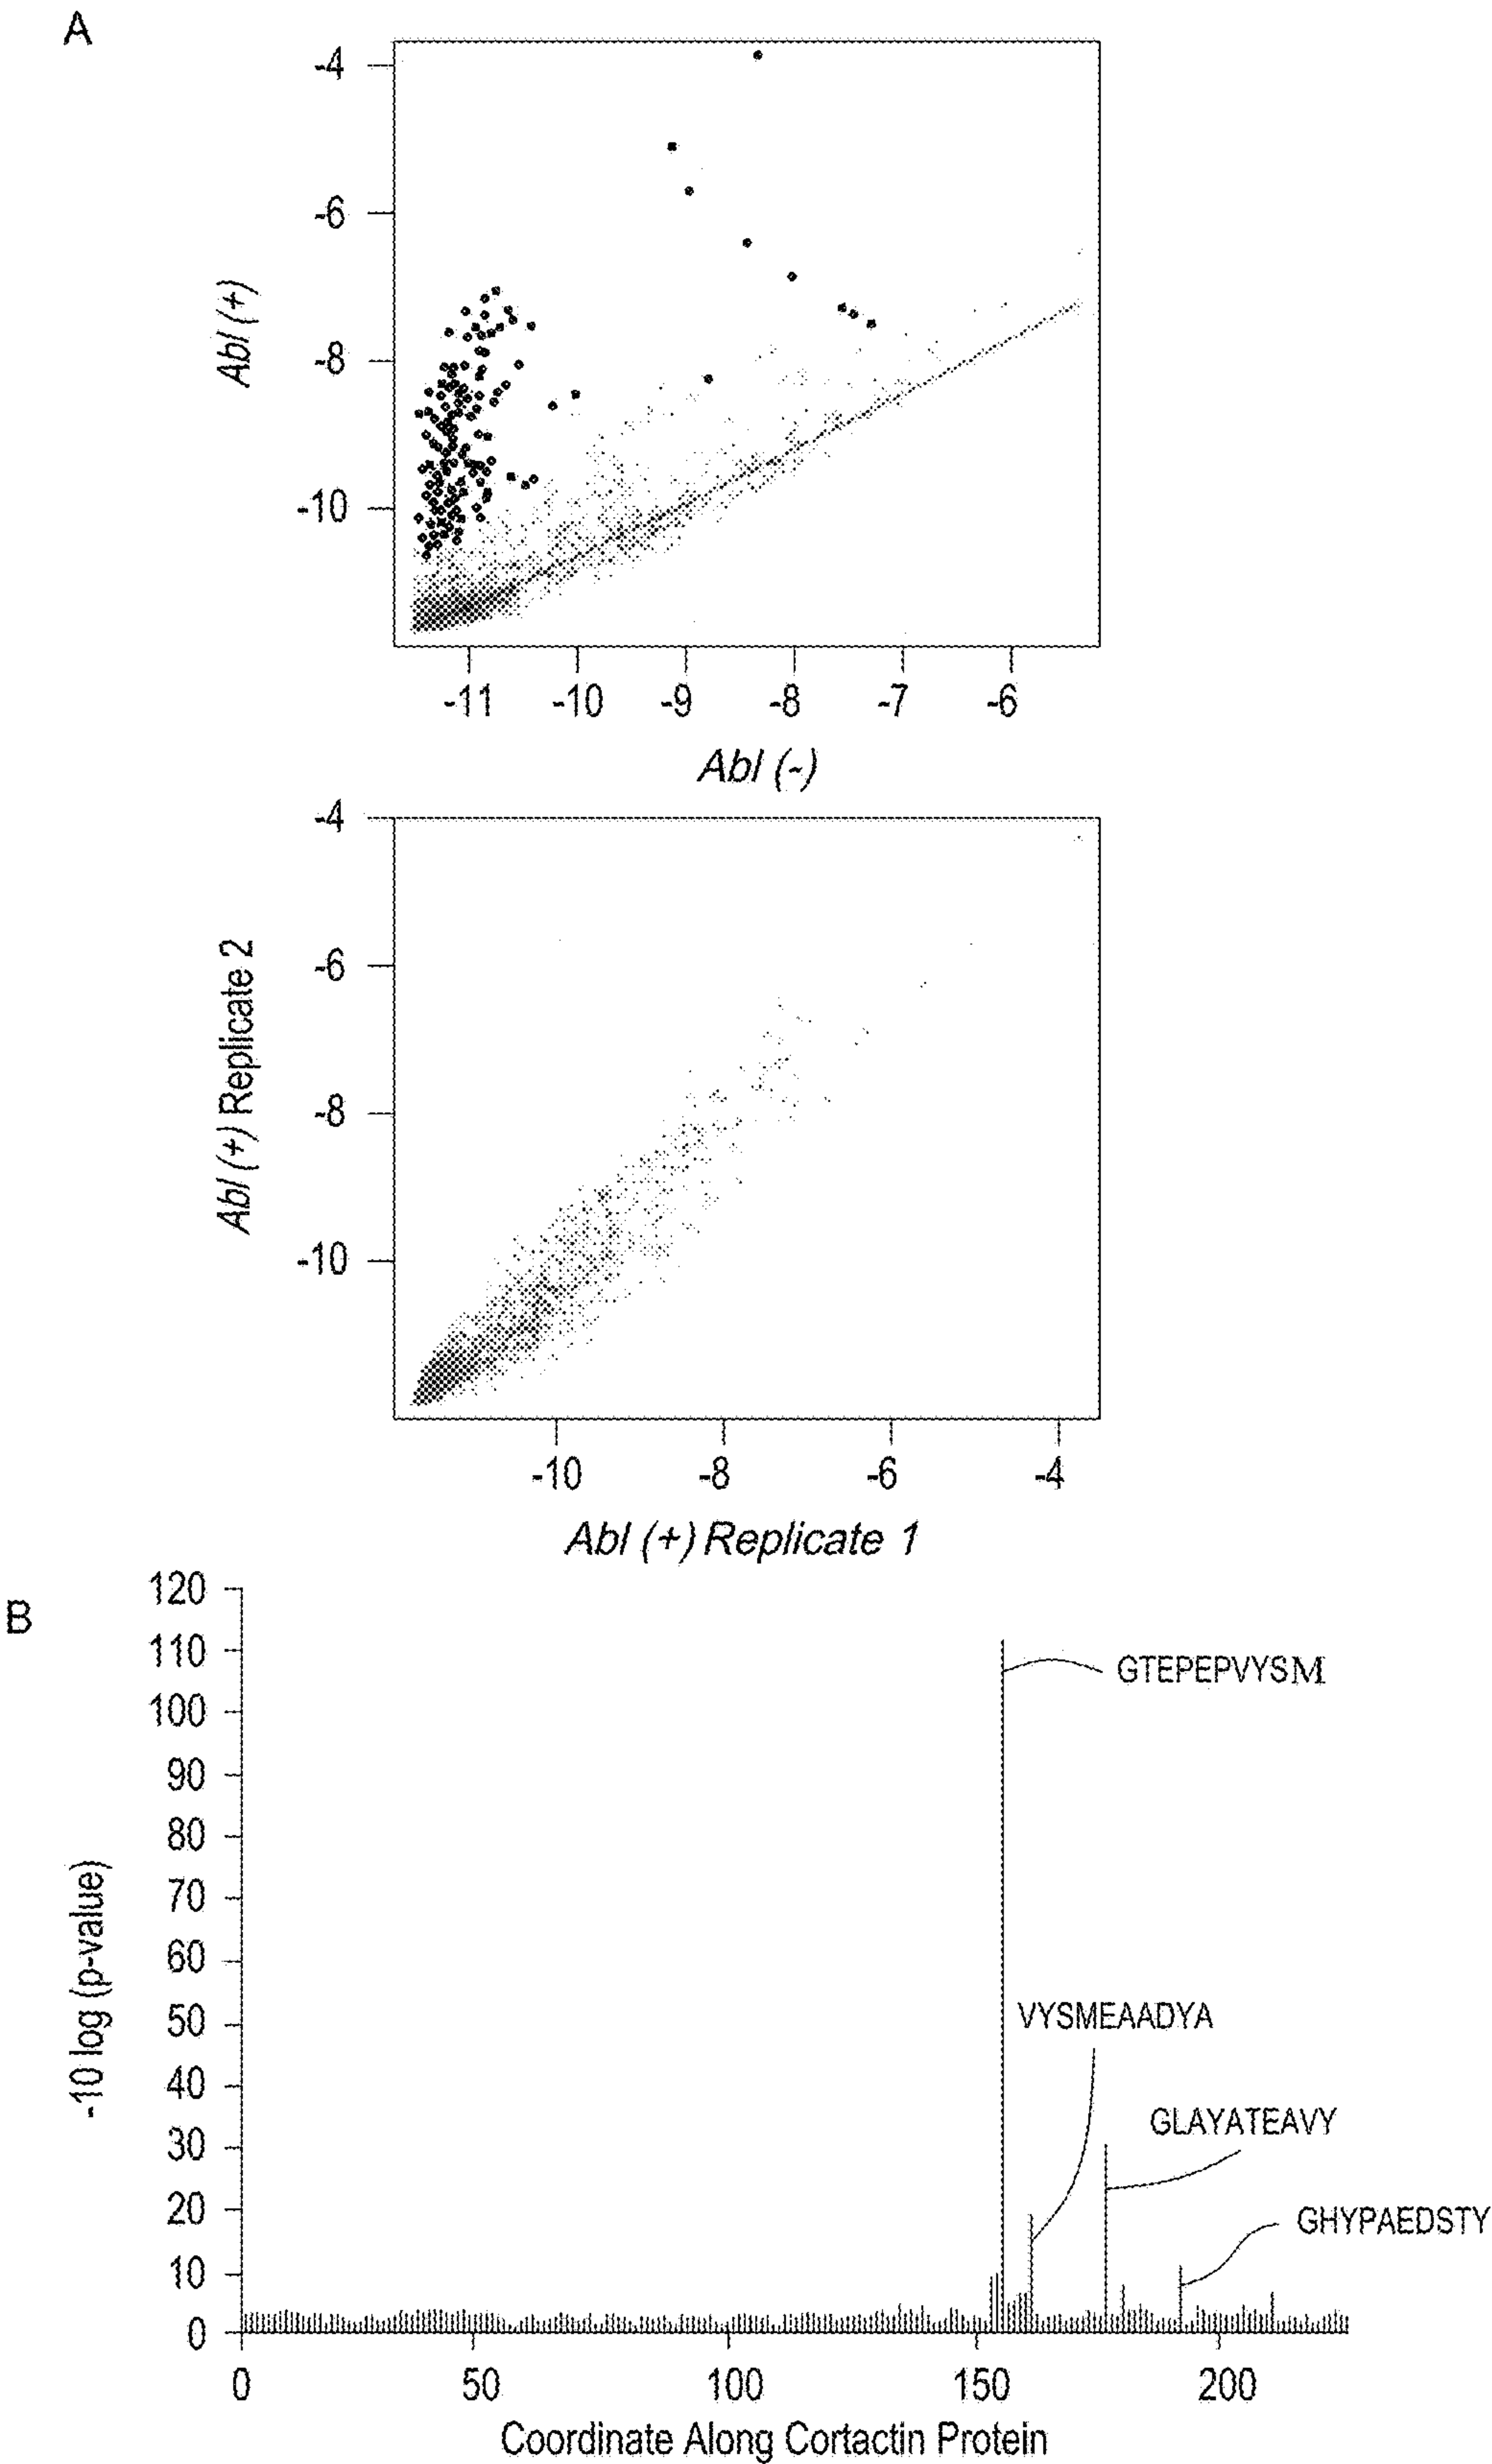 A
-4
-6
-8
-10
Abl (+)
-11 -10 -9 -8 -7 -6
Abl (-)
-4
-6
-8
-10
Abl (+) Replicate 2
-10 -8 -6 -4
Abl (+) Replicate 1
B
120
110
100
90
80
70
60
50
40
30
20
10
0
-10 log (p-value)
GTEPEPVYSM
VYSMEAADYA
GLAYATEAVY
GHYPAEDSTY
0 50 100 150 200
Coordinate Along Cortactin Protein